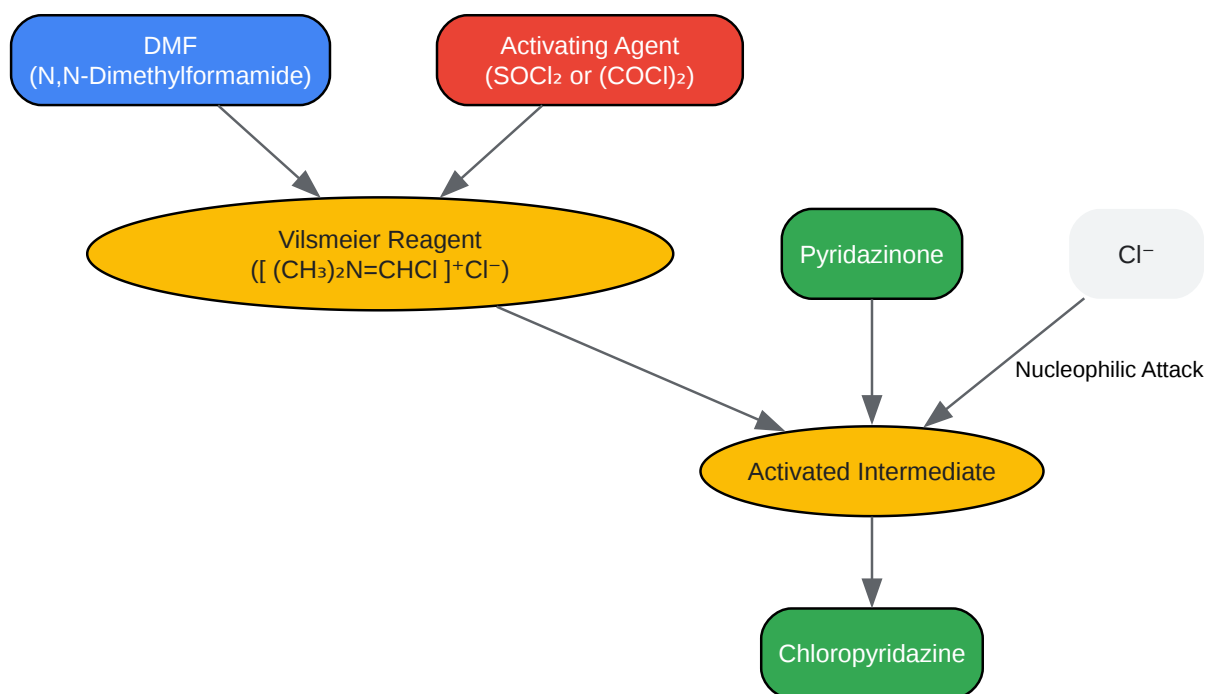 DMF
(N,N-Dimethylformamide)
Activating Agent
(SOCl₂ or (COCl)₂)
Vilsmeier Reagent
([ (CH₃)₂N=CHCl ]⁺Cl⁻)
Pyridazinone
Cl⁻
Nucleophilic Attack
Activated Intermediate
Chloropyridazine